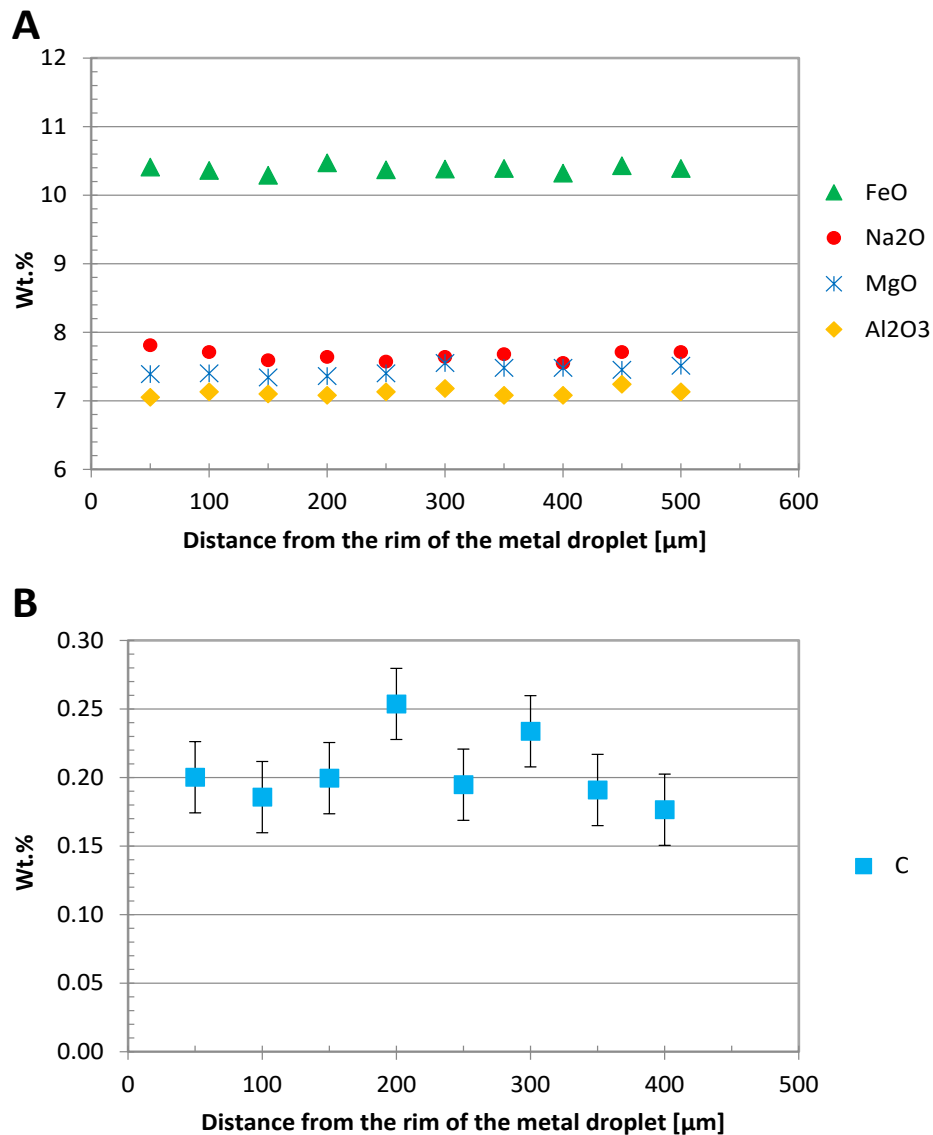 A
12
11
10
9
8
7
6
0 100 200 300 400 500 600
Wt.%
Distance from the rim of the metal droplet [µm]
FeO
Na2O
MgO
Al2O3
B
0.30
0.25
0.20
0.15
0.10
0.05
0.00
0 100 200 300 400 500
Wt.%
Distance from the rim of the metal droplet [µm]
C